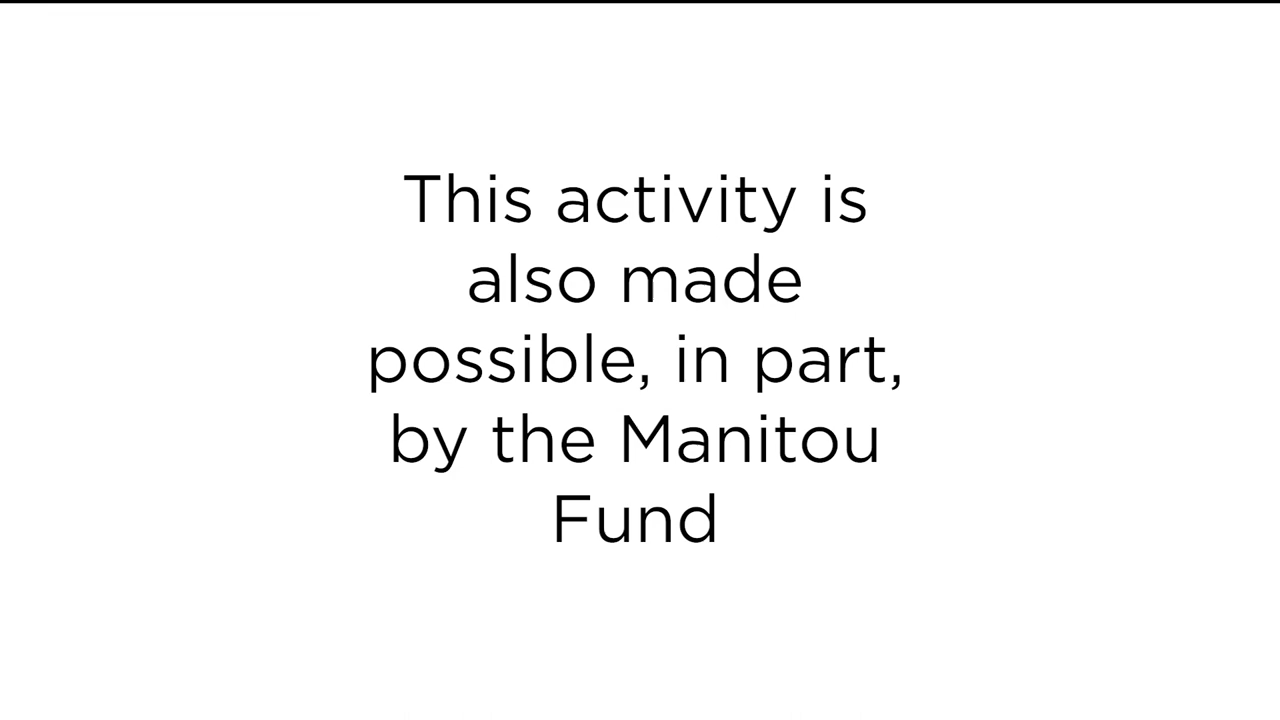 This activity is
also made
possible, in part,
by the Manitou
Fund